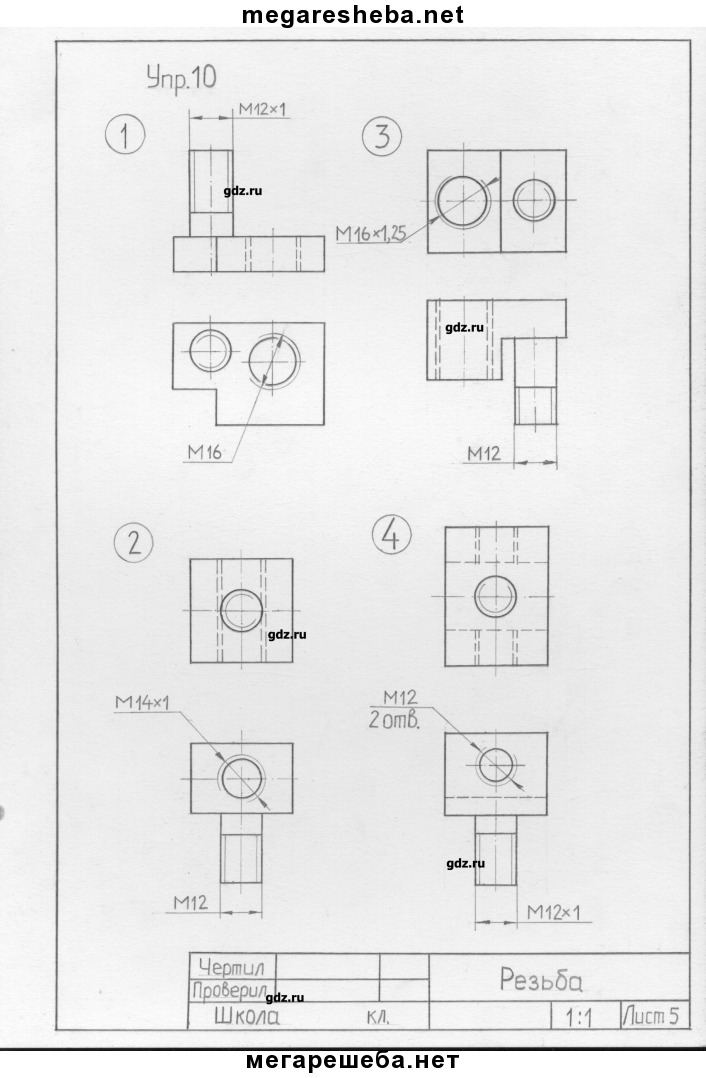 megaresheba.net
Упр.10
1
M12×1
gdz.ru
M16
3
M16×1,25
gdz.ru
M12
2
gdz.ru
M14×1
M12
4
M12
2 отв.
gdz.ru
M12×1
Чертил
Проверил
gdz.ru
Школа кл.
Резьба
1:1
Лист 5
мегарешеба.нет